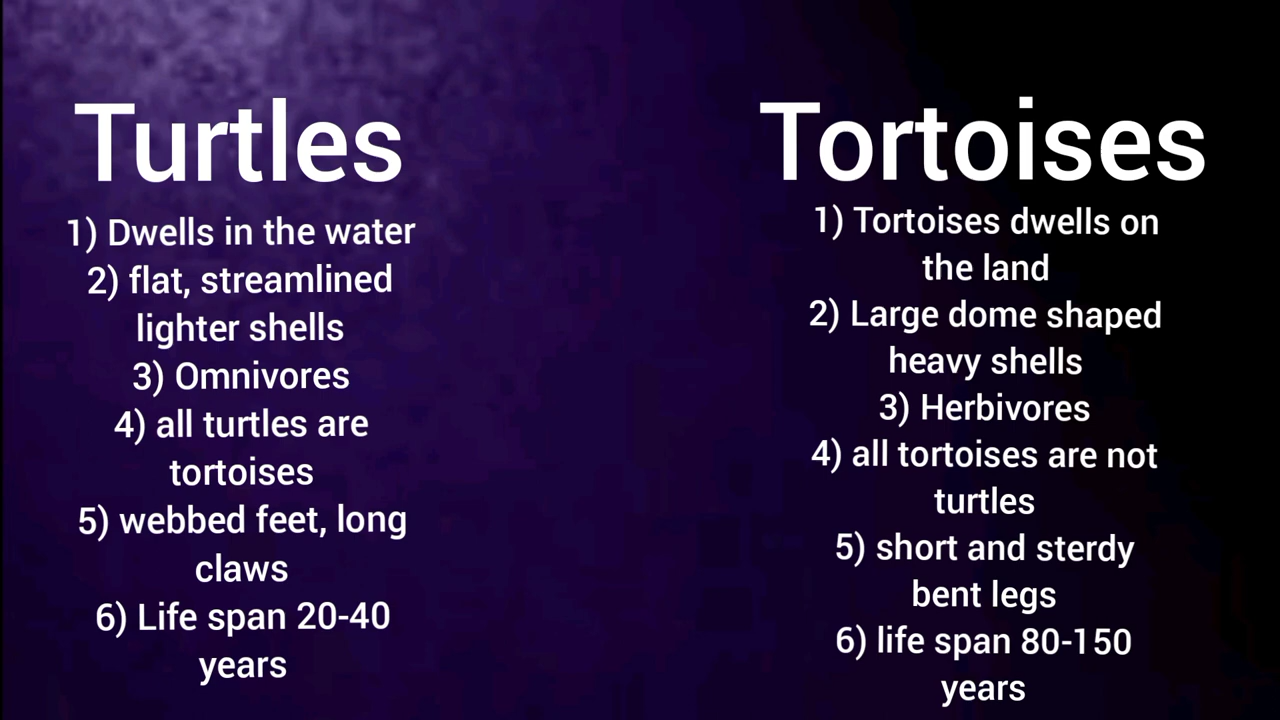 Turtles
1) Dwells in the water
2) flat, streamlined
lighter shells
3) Omnivores
4) all turtles are
tortoises
5) webbed feet, long
claws
6) Life span 20-40
years
Tortoises
1) Tortoises dwells on
the land
2) Large dome shaped
heavy shells
3) Herbivores
4) all tortoises are not
turtles
5) short and sterdy
bent legs
6) life span 80-150
years